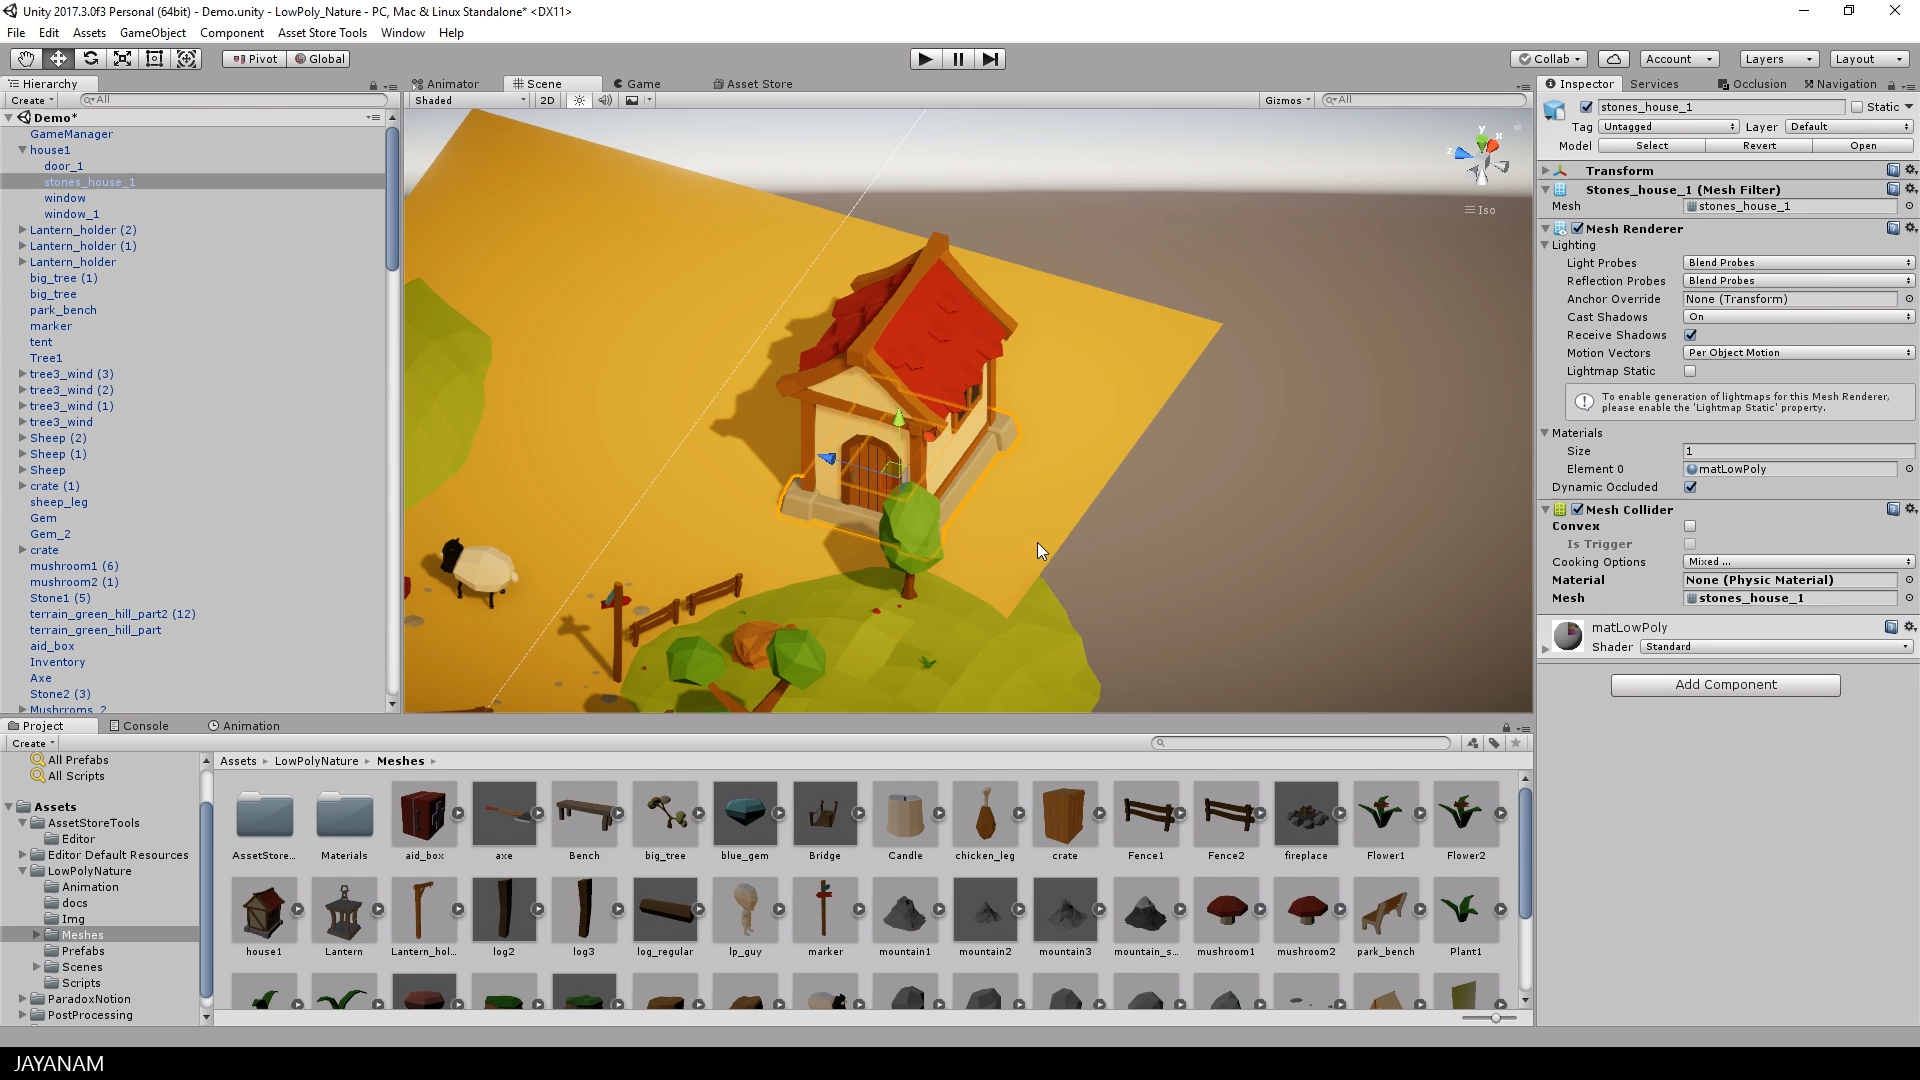 Unity 2017.3.0f3 Personal (64bit) - Demo.unity - LowPoly_Nature - PC, Mac & Linux Standalone* <DX11>
File Edit Assets GameObject Component Asset Store Tools Window Help
Pivot Global Collab Account Layers Layout
Hierarchy
Create All
Demo*
GameManager
house1
door_1
stones_house_1
window
window_1
Lantern_holder (2)
Lantern_holder (1)
Lantern_holder
big_tree (1)
big_tree
park_bench
marker
tent
Tree1
tree3_wind (3)
tree3_wind (2)
tree3_wind (1)
tree3_wind
Sheep (2)
Sheep (1)
Sheep
crate (1)
sheep_leg
Gem
Gem_2
crate
mushroom1 (6)
mushroom2 (1)
Stone1 (5)
terrain_green_hill_part2 (12)
terrain_green_hill_part
aid_box
Inventory
Axe
Stone2 (3)
Mushrroms_2
Animator Scene Game Asset Store
Shaded 2D Gizmos All
y
x
z
Iso
Inspector Services Occlusion Navigation
stones_house_1 Static
Tag Untagged Layer Default
Model Select Revert Open
Transform
Stones_house_1 (Mesh Filter)
Mesh stones_house_1
Mesh Renderer
Lighting
Light Probes Blend Probes
Reflection Probes Blend Probes
Anchor Override None (Transform)
Cast Shadows On
Receive Shadows
Motion Vectors Per Object Motion
Lightmap Static
To enable generation of lightmaps for this Mesh Renderer,
please enable the 'Lightmap Static' property.
Materials
Size 1
Element 0 matLowPoly
Dynamic Occluded
Mesh Collider
Convex
Is Trigger
Cooking Options Mixed ...
Material None (Physic Material)
Mesh stones_house_1
matLowPoly
Shader Standard
Add Component
Project Console Animation
Create
All Prefabs
All Scripts
Assets
AssetStoreTools
Editor
Editor Default Resources
LowPolyNature
Animation
docs
Img
Meshes
Prefabs
Scenes
Scripts
ParadoxNotion
PostProcessing
Assets LowPolyNature Meshes
AssetStore... Materials aid_box axe Bench big_tree blue_gem Bridge Candle chicken_leg crate Fence1 Fence2 fireplace Flower1 Flower2
house1 Lantern Lantern_hol... log2 log3 log_regular lp_guy marker mountain1 mountain2 mountain3 mountain_s... mushroom1 mushroom2 park_bench Plant1
JAYANAM